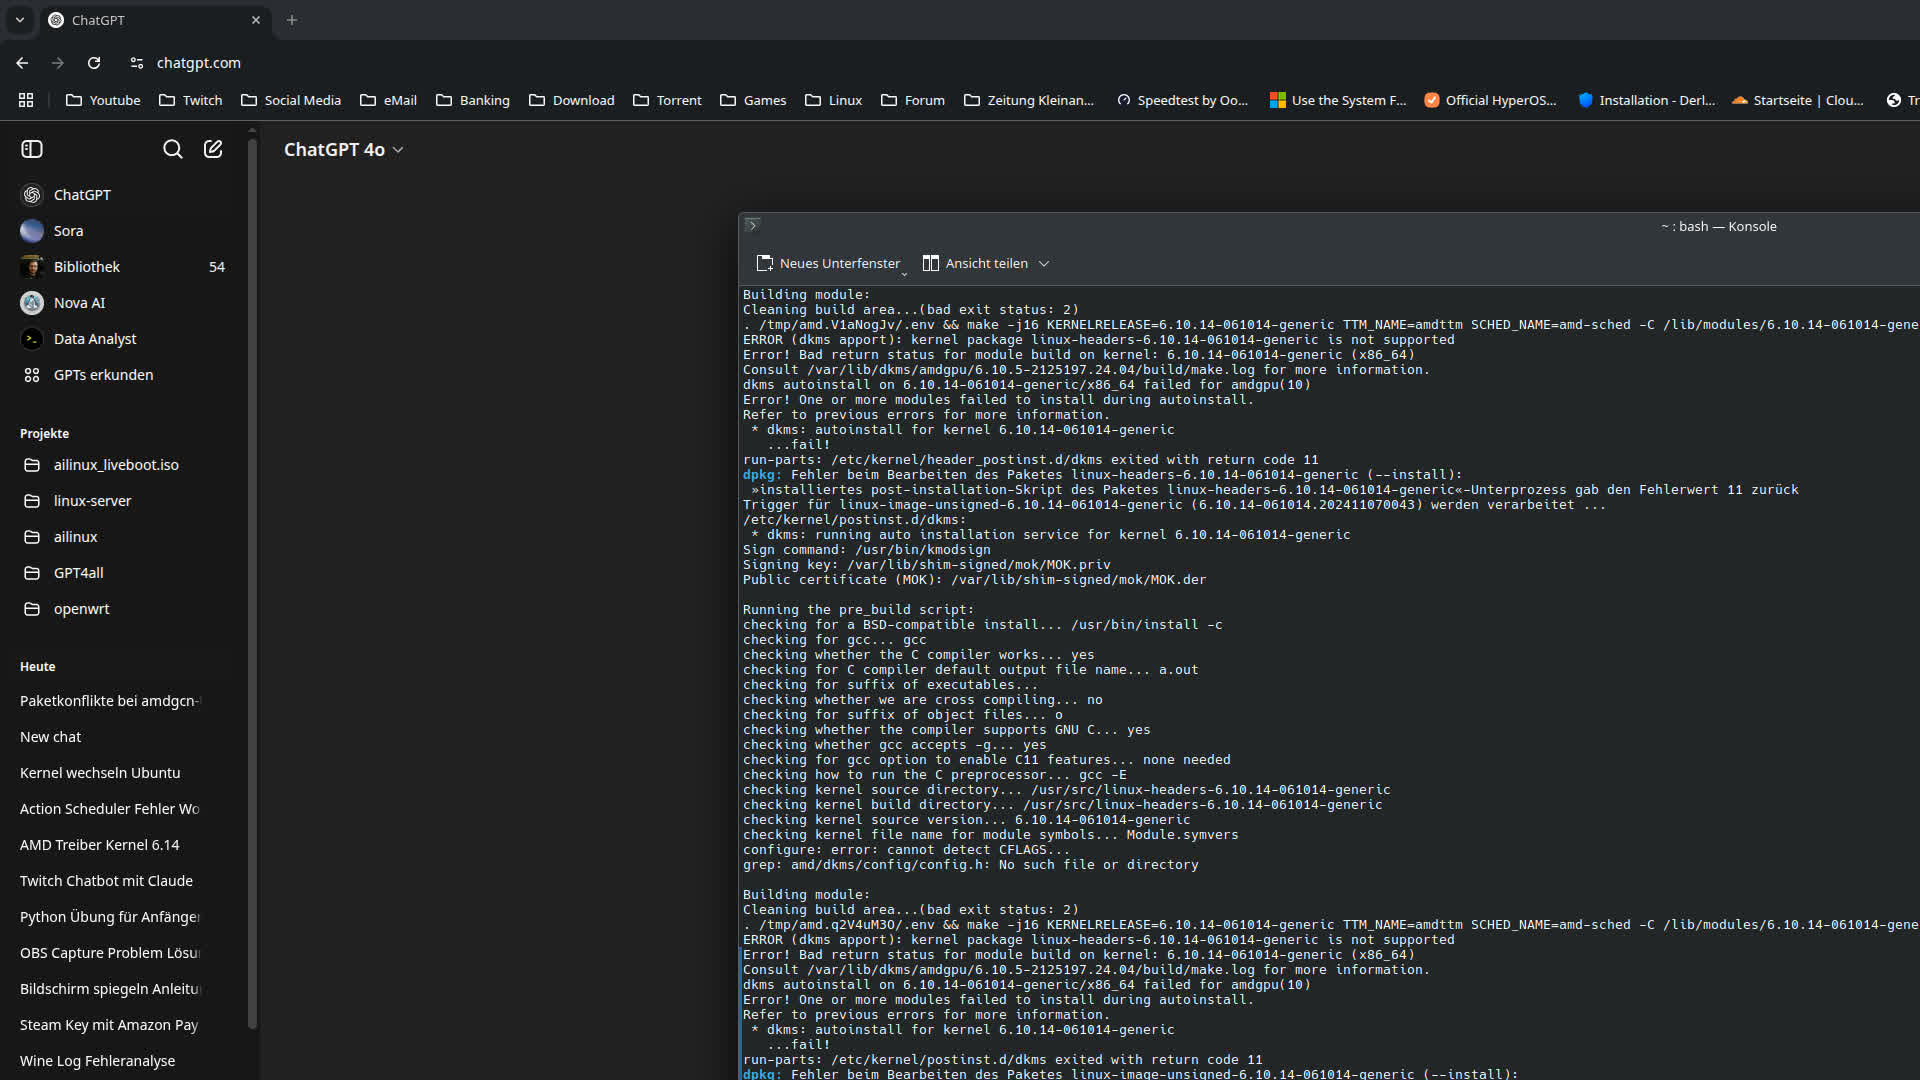 ChatGPT
chatgpt.com
Youtube
Twitch
Social Media
eMail
Banking
Download
Torrent
Games
Linux
Forum
Zeitung Kleinan...
Speedtest by Oo...
Use the System F...
Official HyperOS...
Installation - Derl...
Startseite | Clou...
Tr
ChatGPT 4o
ChatGPT
Sora
Bibliothek 54
Nova AI
Data Analyst
GPTs erkunden
Projekte
ailinux_liveboot.iso
linux-server
ailinux
GPT4all
openwrt
Heute
Paketkonflikte bei amdgcn-
New chat
Kernel wechseln Ubuntu
Action Scheduler Fehler Wo
AMD Treiber Kernel 6.14
Twitch Chatbot mit Claude
Python Übung für Anfänger
OBS Capture Problem Lösu
Bildschirm spiegeln Anleitu
Steam Key mit Amazon Pay
Wine Log Fehleranalyse
~ : bash — Konsole
Neues Unterfenster
Ansicht teilen
Building module:
Cleaning build area...(bad exit status: 2)
. /tmp/amd.V1aNogJv/.env && make -j16 KERNELRELEASE=6.10.14-061014-generic TTM_NAME=amdttm SCHED_NAME=amd-sched -C /lib/modules/6.10.14-061014-gene
ERROR (dkms apport): kernel package linux-headers-6.10.14-061014-generic is not supported
Error! Bad return status for module build on kernel: 6.10.14-061014-generic (x86_64)
Consult /var/lib/dkms/amdgpu/6.10.5-2125197.24.04/build/make.log for more information.
dkms autoinstall on 6.10.14-061014-generic/x86_64 failed for amdgpu(10)
Error! One or more modules failed to install during autoinstall.
Refer to previous errors for more information.
* dkms: autoinstall for kernel 6.10.14-061014-generic
...fail!
run-parts: /etc/kernel/header_postinst.d/dkms exited with return code 11
dpkg: Fehler beim Bearbeiten des Paketes linux-headers-6.10.14-061014-generic (--install):
»installiertes post-installation-Skript des Paketes linux-headers-6.10.14-061014-generic«-Unterprozess gab den Fehlerwert 11 zurück
Trigger für linux-image-unsigned-6.10.14-061014-generic (6.10.14-061014.202411070043) werden verarbeitet ...
/etc/kernel/postinst.d/dkms:
* dkms: running auto installation service for kernel 6.10.14-061014-generic
Sign command: /usr/bin/kmodsign
Signing key: /var/lib/shim-signed/mok/MOK.priv
Public certificate (MOK): /var/lib/shim-signed/mok/MOK.der
Running the pre_build script:
checking for a BSD-compatible install... /usr/bin/install -c
checking for gcc... gcc
checking whether the C compiler works... yes
checking for C compiler default output file name... a.out
checking for suffix of executables...
checking whether we are cross compiling... no
checking for suffix of object files... o
checking whether the compiler supports GNU C... yes
checking whether gcc accepts -g... yes
checking for gcc option to enable C11 features... none needed
checking how to run the C preprocessor... gcc -E
checking kernel source directory... /usr/src/linux-headers-6.10.14-061014-generic
checking kernel build directory... /usr/src/linux-headers-6.10.14-061014-generic
checking kernel source version... 6.10.14-061014-generic
checking kernel file name for module symbols... Module.symvers
configure: error: cannot detect CFLAGS...
grep: amd/dkms/config/config.h: No such file or directory
Building module:
Cleaning build area...(bad exit status: 2)
. /tmp/amd.q2V4uM3O/.env && make -j16 KERNELRELEASE=6.10.14-061014-generic TTM_NAME=amdttm SCHED_NAME=amd-sched -C /lib/modules/6.10.14-061014-gene
ERROR (dkms apport): kernel package linux-headers-6.10.14-061014-generic is not supported
Error! Bad return status for module build on kernel: 6.10.14-061014-generic (x86_64)
Consult /var/lib/dkms/amdgpu/6.10.5-2125197.24.04/build/make.log for more information.
dkms autoinstall on 6.10.14-061014-generic/x86_64 failed for amdgpu(10)
Error! One or more modules failed to install during autoinstall.
Refer to previous errors for more information.
* dkms: autoinstall for kernel 6.10.14-061014-generic
...fail!
run-parts: /etc/kernel/postinst.d/dkms exited with return code 11
dpkg: Fehler beim Bearbeiten des Paketes linux-image-unsigned-6.10.14-061014-generic (--install):